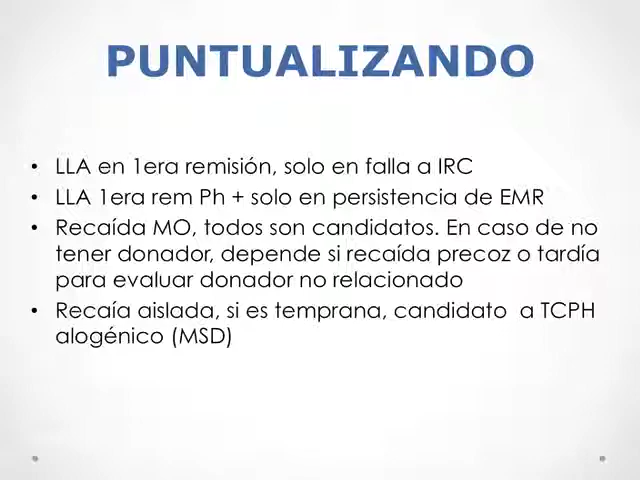 PUNTUALIZANDO
• LLA en 1era remisión, solo en falla a IRC
• LLA 1era rem Ph + solo en persistencia de EMR
• Recaída MO, todos son candidatos. En caso de no
tener donador, depende si recaída precoz o tardía
para evaluar donador no relacionado
• Recaía aislada, si es temprana, candidato a TCPH
alogénico (MSD)